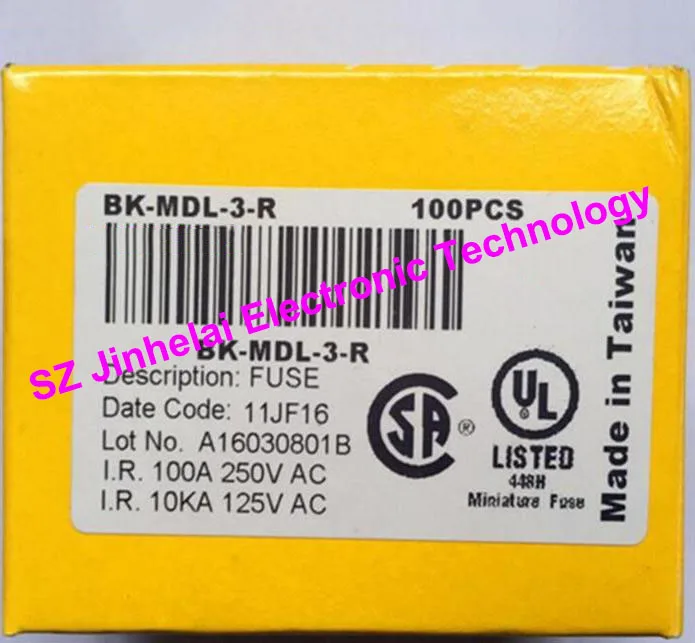 BK-MDL-3-R 100PCS
BK-MDL-3-R
Description: FUSE
Date Code: 11JF16
Lot No. A16030801B
I.R. 100A 250V AC
I.R. 10KA 125V AC
SA ®
UL
LISTED
448H
Miniature Fuse
Made in Taiwan
SZ Jinhelai Electronic Technology